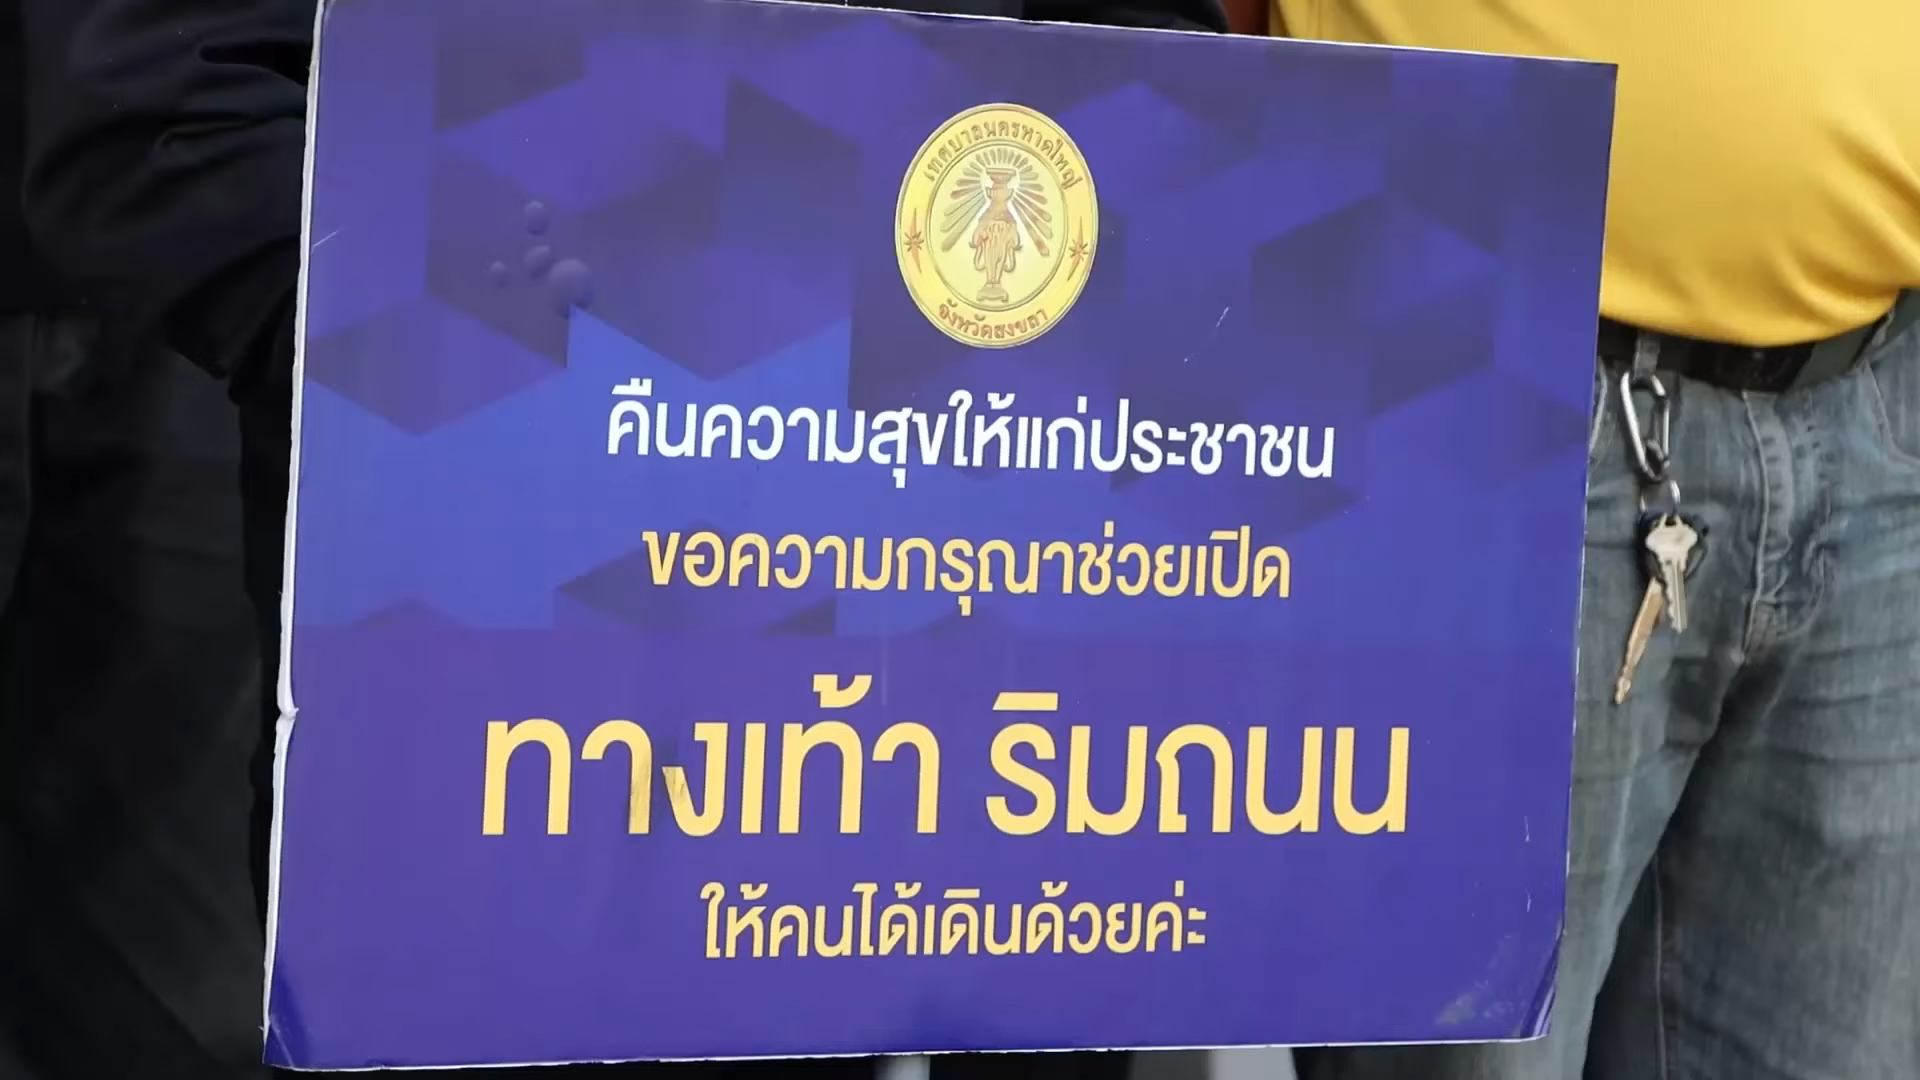 เทศบาลนครหาดใหญ่
จังหวัดสงขลา
คืนความสุขให้แก่ประชาชน
ขอความกรุณาช่วยเปิด
ทางเท้า ริมถนน
ให้คนได้เดินด้วยค่ะ